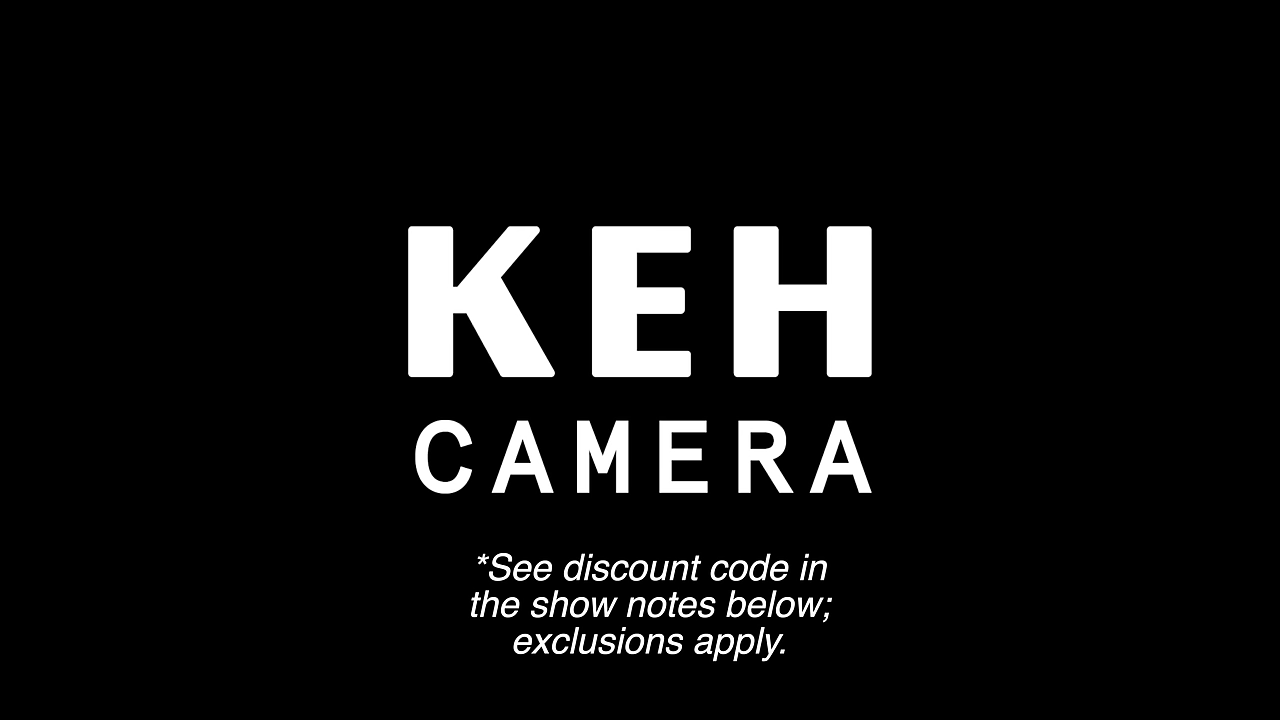 KEH
CAMERA
*See discount code in
the show notes below;
exclusions apply.